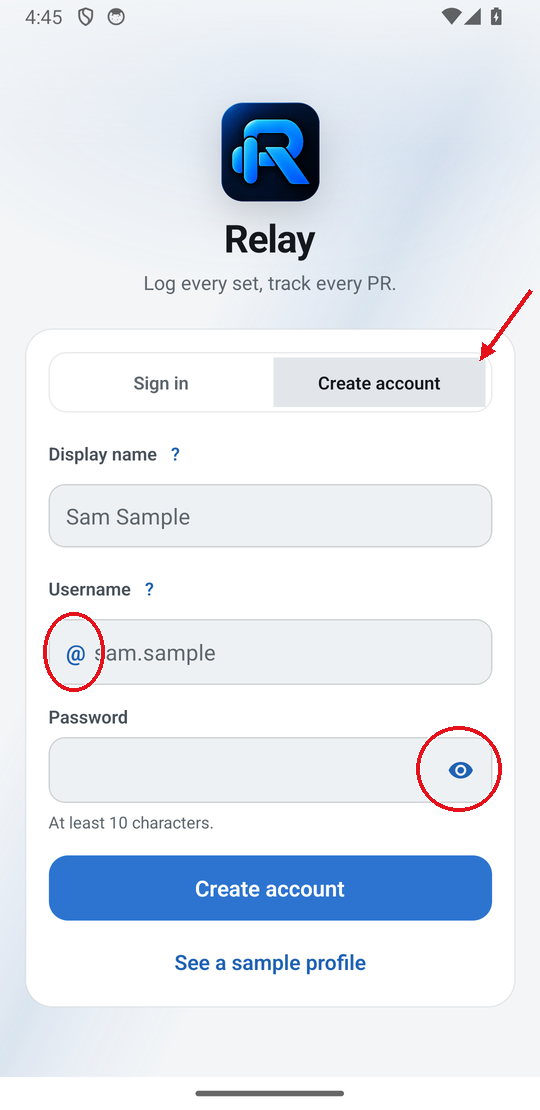 4:45
Relay
Log every set, track every PR.
Sign in
Create account
Display name ?
Sam Sample
Username ?
@ sam.sample
Password
At least 10 characters.
Create account
See a sample profile